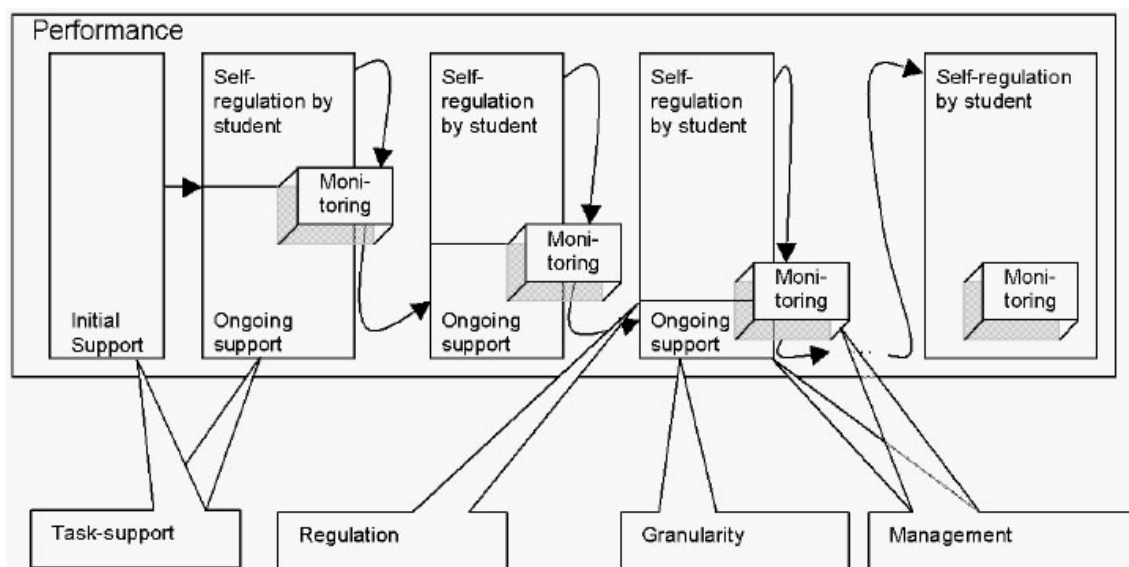 Performance
Initial
Support
Self-
regulation by
student
Moni-
toring
Ongoing
support
Self-
regulation
by student
Moni-
toring
Ongoing
support
Self-
regulation
by student
Moni-
toring
Ongoing
support
Self-regulation
by student
Moni-
toring
Task-support
Regulation
Granularity
Management